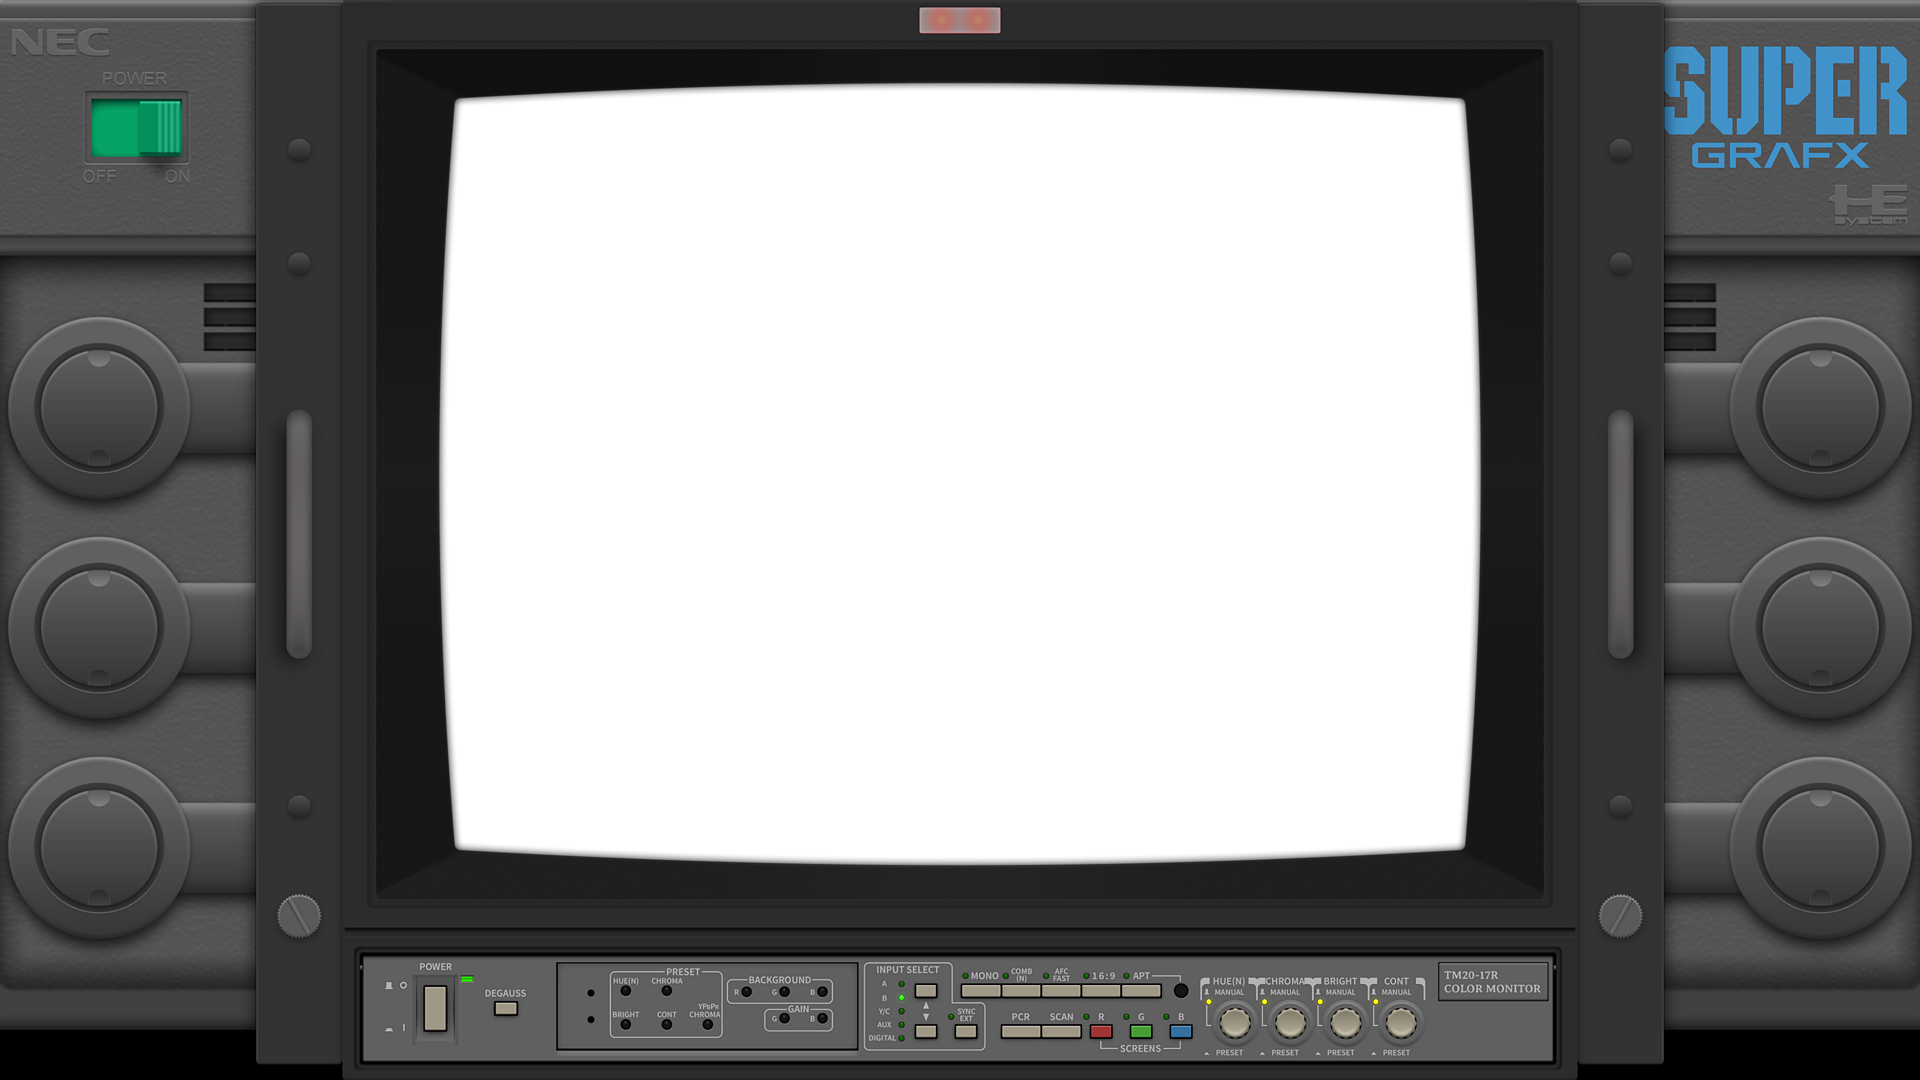 NEC
POWER
OFF ON
SUPER
GRAFX
HE
SYSTEM
POWER
DEGAUSS
PRESET
HUE(N) CHROMA
BRIGHT CONT YPBPR
CHROMA
BACKGROUND
R G B
GAIN
G B
INPUT SELECT
A
B
Y/C
AUX
DIGITAL
SYNC
EXT
MONO COMB
(N) AFC
FAST 16:9 APT
PCR SCAN R G B
SCREENS
HUE(N) CHROMA BRIGHT CONT
MANUAL MANUAL MANUAL MANUAL
PRESET PRESET PRESET PRESET
TM20-17R
COLOR MONITOR